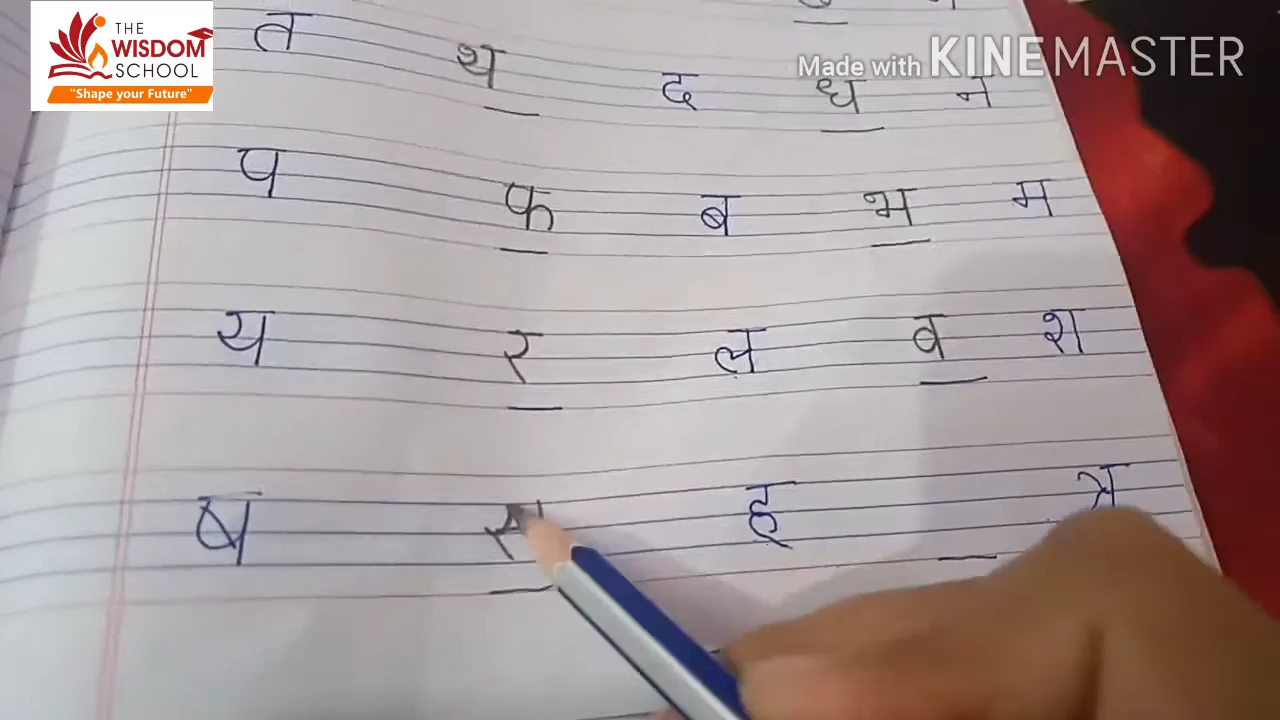 THE
WISDOM
SCHOOL
"Shape your Future"
Made with KINEMASTER
त थ द ध न
प फ ब भ म
य र ल व श
ष स ह त्र